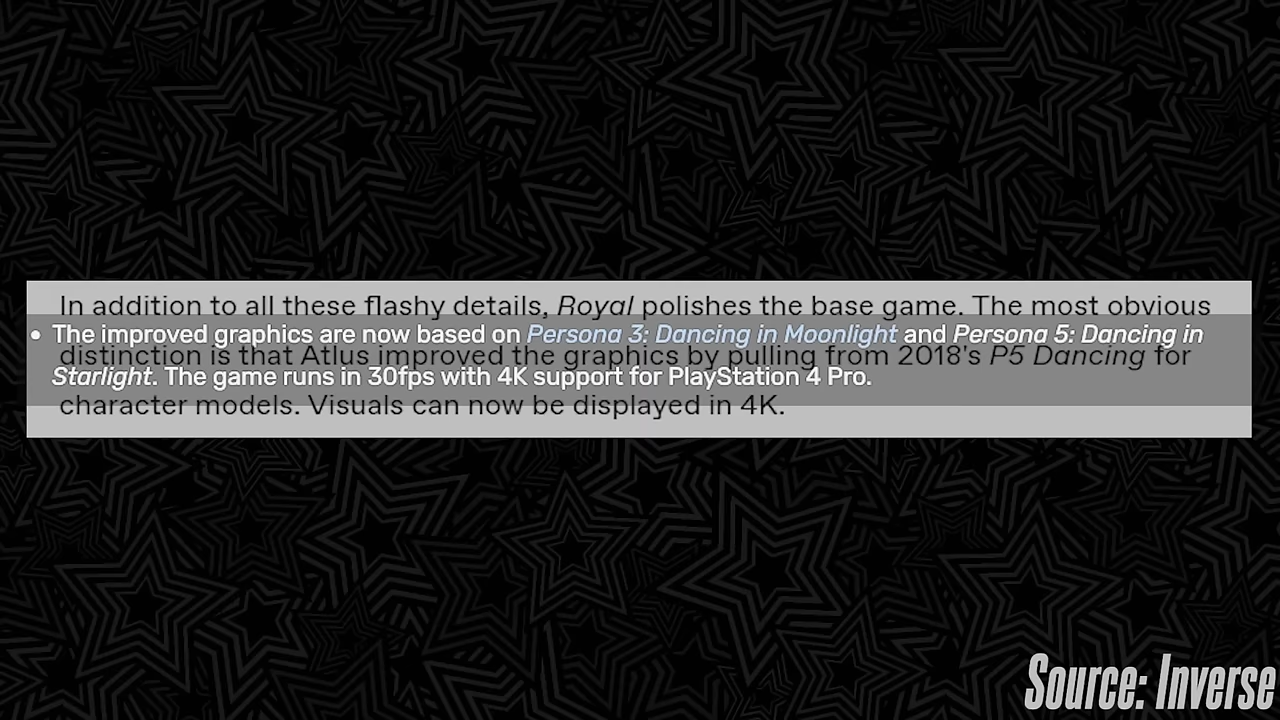 In addition to all these flashy details, Royal polishes the base game. The most obvious
• The improved graphics are now based on Persona 3: Dancing in Moonlight and Persona 5: Dancing in
distinction is that Atlus improved the graphics by pulling from 2018's P5 Dancing for
Starlight. The game runs in 30fps with 4K support for PlayStation 4 Pro.
character models. Visuals can now be displayed in 4K.
Source: Inverse